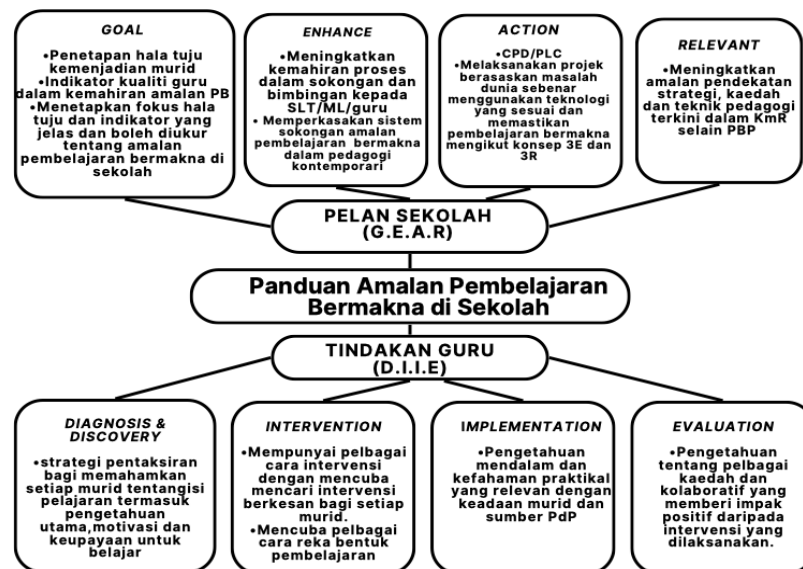 GOAL
•Penetapan hala tuju
kemenjadian murid
•Indikator kualiti guru
dalam kemahiran amalan PB
•Menetapkan fokus hala
tuju dan indikator yang
jelas dan boleh diukur
tentang amalan
pembelajaran bermakna di
sekolah
ENHANCE
•Meningkatkan
kemahiran proses
dalam sokongan dan
bimbingan kepada
SLT/ML/guru
• Memperkasakan sistem
sokongan amalan
pembelajaran bermakna
dalam pedagogi
kontemporari
ACTION
•CPD/PLC
•Melaksanakan projek
berasaskan masalah
dunia sebenar
menggunakan teknologi
yang sesuai dan
memastikan
pembelajaran bermakna
mengikut konsep 3E dan
3R
RELEVANT
•Meningkatkan
amalan pendekatan
strategi, kaedah
dan teknik pedagogi
terkini dalam KmR
selain PBP
PELAN SEKOLAH
(G.E.A.R)
Panduan Amalan Pembelajaran
Bermakna di Sekolah
TINDAKAN GURU
(D.I.I.E)
DIAGNOSIS &
DISCOVERY
•strategi pentaksiran
bagi memahamkan
setiap murid tentangisi
pelajaran termasuk
pengetahuan
utama,motivasi dan
keupayaan untuk
belajar
INTERVENTION
•Mempunyai pelbagai
cara intervensi
dengan mencuba
mencari intervensi
berkesan bagi setiap
murid.
•Mencuba pelbagai
cara reka bentuk
pembelajaran
IMPLEMENTATION
•Pengetahuan
mendalam dan
kefahaman praktikal
yang relevan dengan
keadaan murid dan
sumber PdP
EVALUATION
•Pengetahuan
tentang pelbagai
kaedah dan
kolaboratif yang
memberi impak
positif daripada
intervensi yang
dilaksanakan.